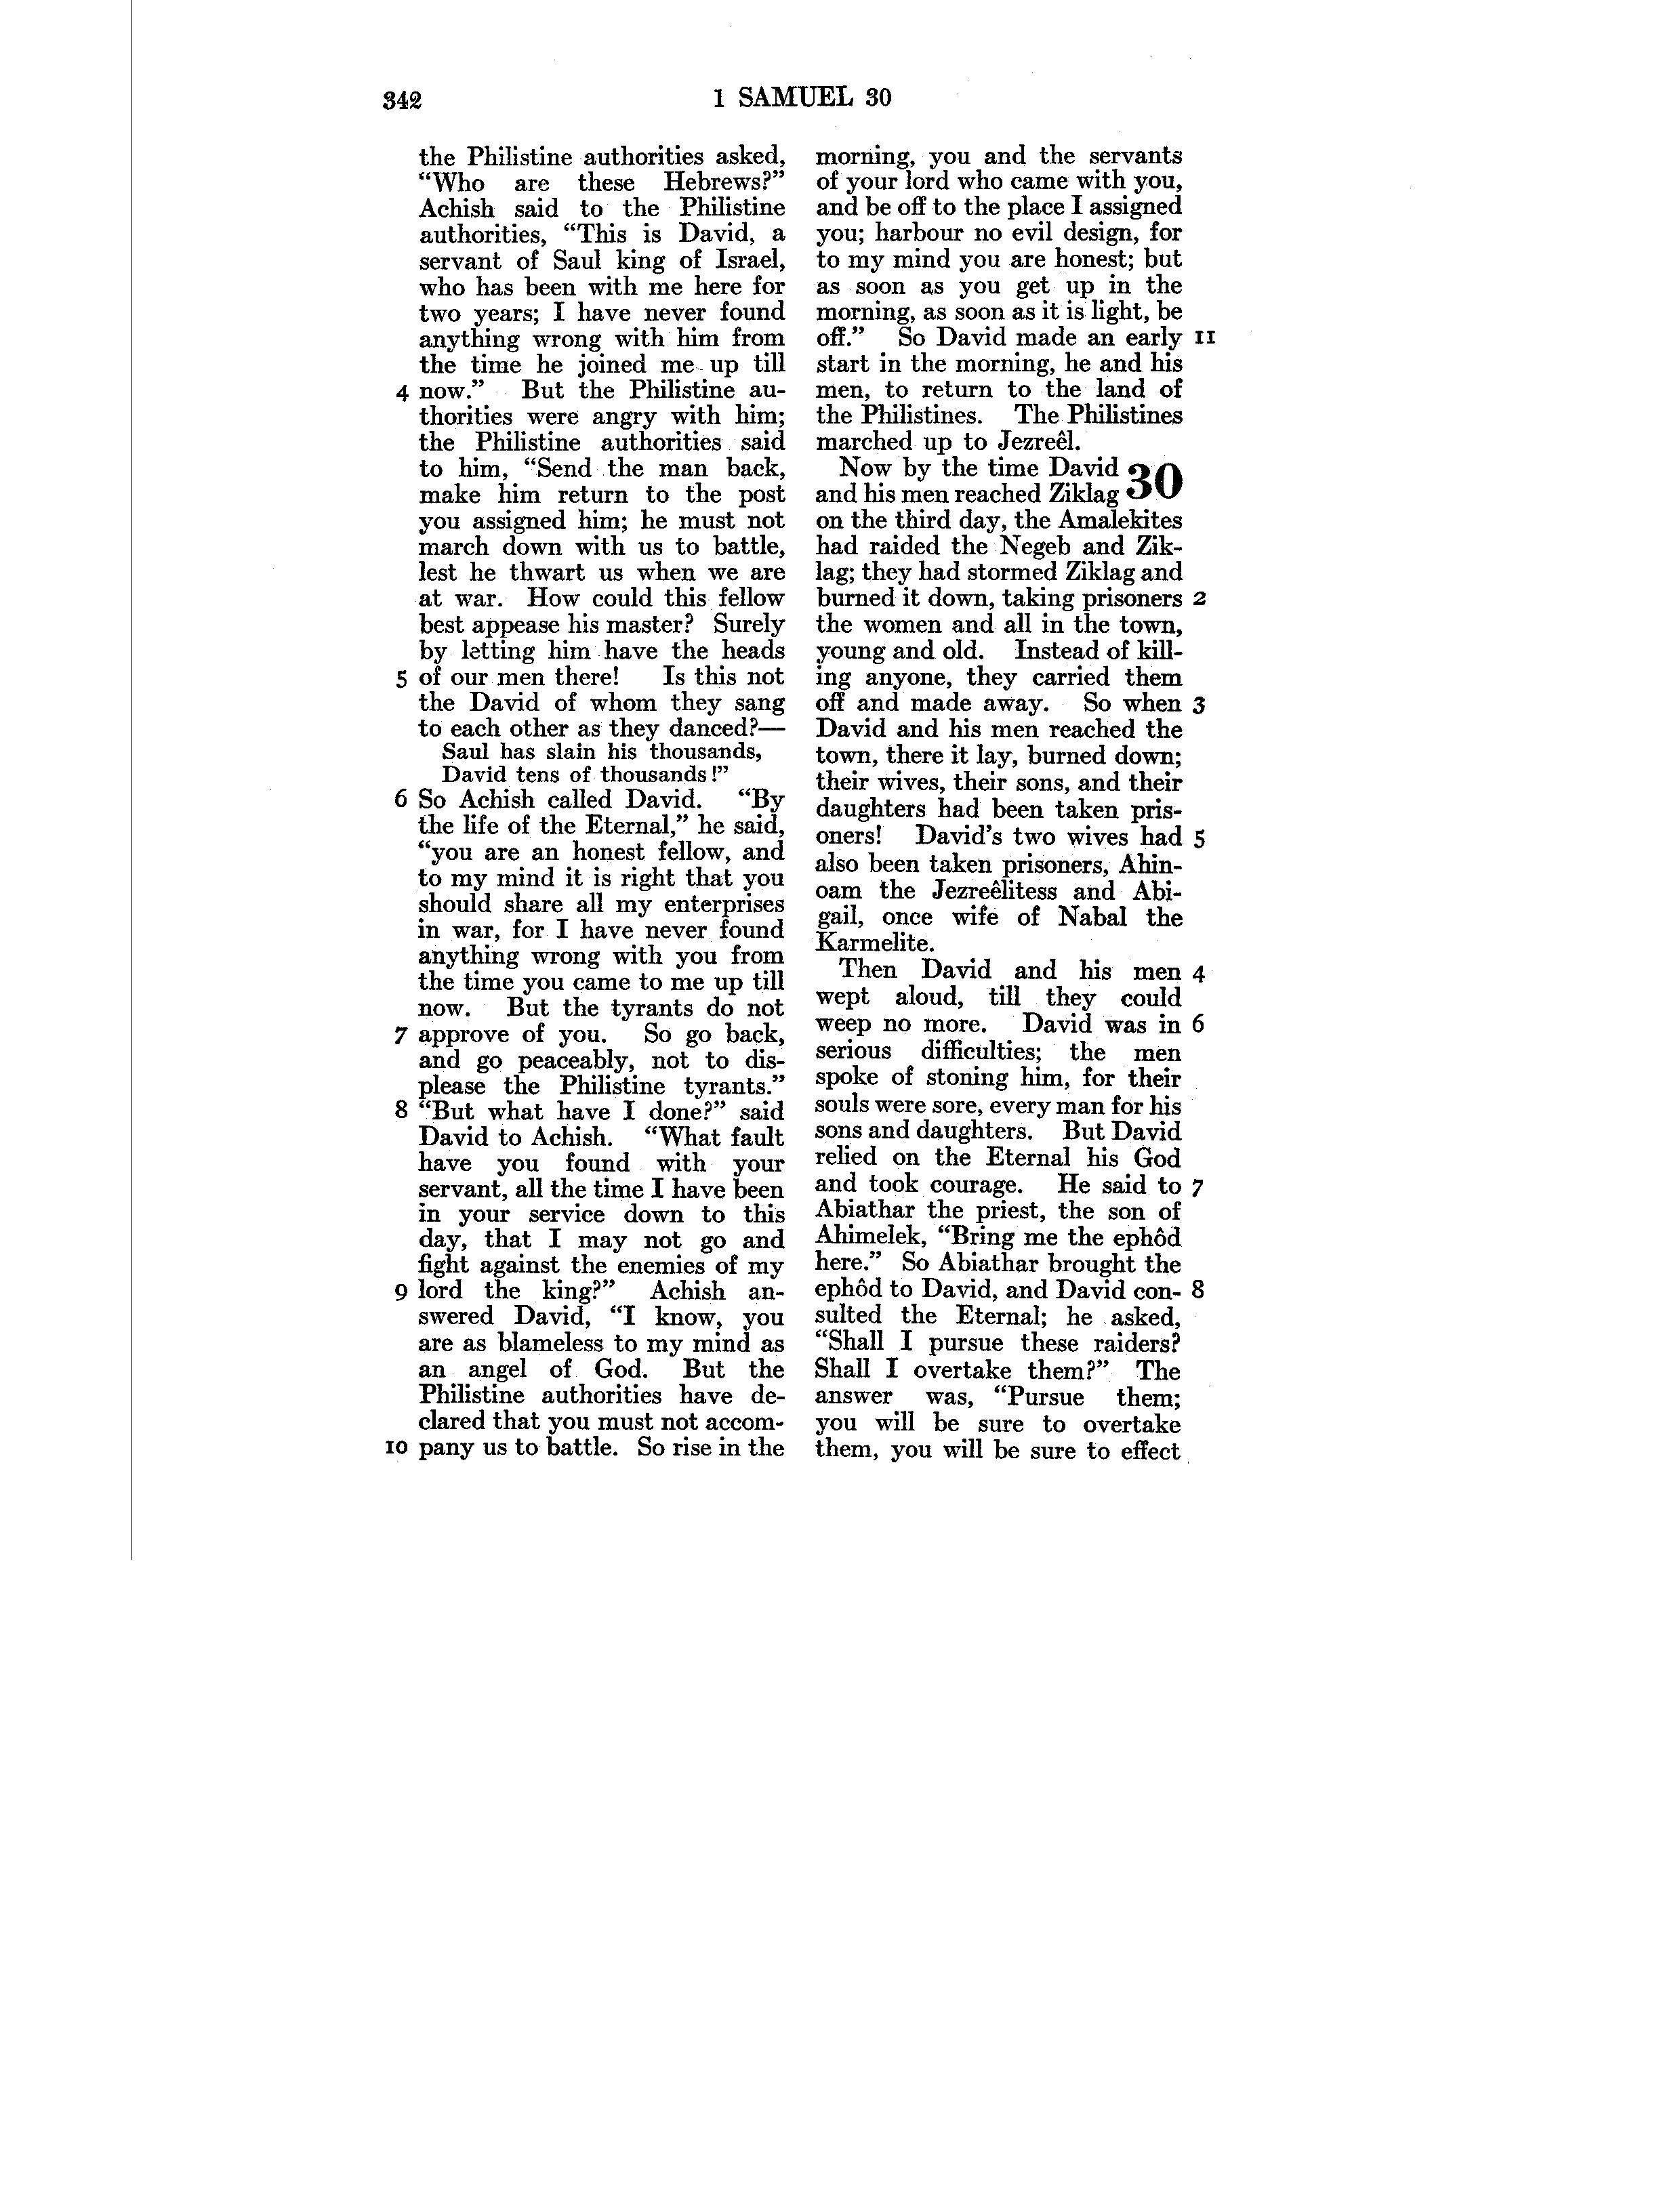 342
1 SAMUEL 30
the Philistine authorities asked,
“Who are these Hebrews?”
Achish said to the Philistine
authorities, “This is David, a
servant of Saul king of Israel,
who has been with me here for
two years; I have never found
anything wrong with him from
the time he joined me up till
4 now.” But the Philistine au-
thorities were angry with him;
the Philistine authorities said
to him, “Send the man back,
make him return to the post
you assigned him; he must not
march down with us to battle,
lest he thwart us when we are
at war. How could this fellow
best appease his master? Surely
by letting him have the heads
5 of our men there! Is this not
the David of whom they sang
to each other as they danced?—
Saul has slain his thousands,
David tens of thousands!”
6 So Achish called David. “By
the life of the Eternal,” he said,
“you are an honest fellow, and
to my mind it is right that you
should share all my enterprises
in war, for I have never found
anything wrong with you from
the time you came to me up till
now. But the tyrants do not
7 approve of you. So go back,
and go peaceably, not to dis-
please the Philistine tyrants.”
8 “But what have I done?” said
David to Achish. “What fault
have you found with your
servant, all the time I have been
in your service down to this
day, that I may not go and
fight against the enemies of my
9 lord the king?” Achish an-
swered David, “I know, you
are as blameless to my mind as
an angel of God. But the
Philistine authorities have de-
clared that you must not accom-
10 pany us to battle. So rise in the
morning, you and the servants
of your lord who came with you,
and be off to the place I assigned
you; harbour no evil design, for
to my mind you are honest; but
as soon as you get up in the
morning, as soon as it is light, be
off.” So David made an early 11
start in the morning, he and his
men, to return to the land of
the Philistines. The Philistines
marched up to Jezreêl.
Now by the time David 30
and his men reached Ziklag
on the third day, the Amalekites
had raided the Negeb and Zik-
lag; they had stormed Ziklag and
burned it down, taking prisoners 2
the women and all in the town,
young and old. Instead of kill-
ing anyone, they carried them
off and made away. So when 3
David and his men reached the
town, there it lay, burned down;
their wives, their sons, and their
daughters had been taken pris-
oners! David’s two wives had 5
also been taken prisoners, Ahin-
oam the Jezreêlitess and Abi-
gail, once wife of Nabal the
Karmelite.
Then David and his men 4
wept aloud, till they could
weep no more. David was in 6
serious difficulties; the men
spoke of stoning him, for their
souls were sore, every man for his
sons and daughters. But David
relied on the Eternal his God
and took courage. He said to 7
Abiathar the priest, the son of
Ahimelek, “Bring me the ephôd
here.” So Abiathar brought the
ephôd to David, and David con- 8
sulted the Eternal; he asked,
“Shall I pursue these raiders?
Shall I overtake them?” The
answer was, “Pursue them;
you will be sure to overtake
them, you will be sure to effect